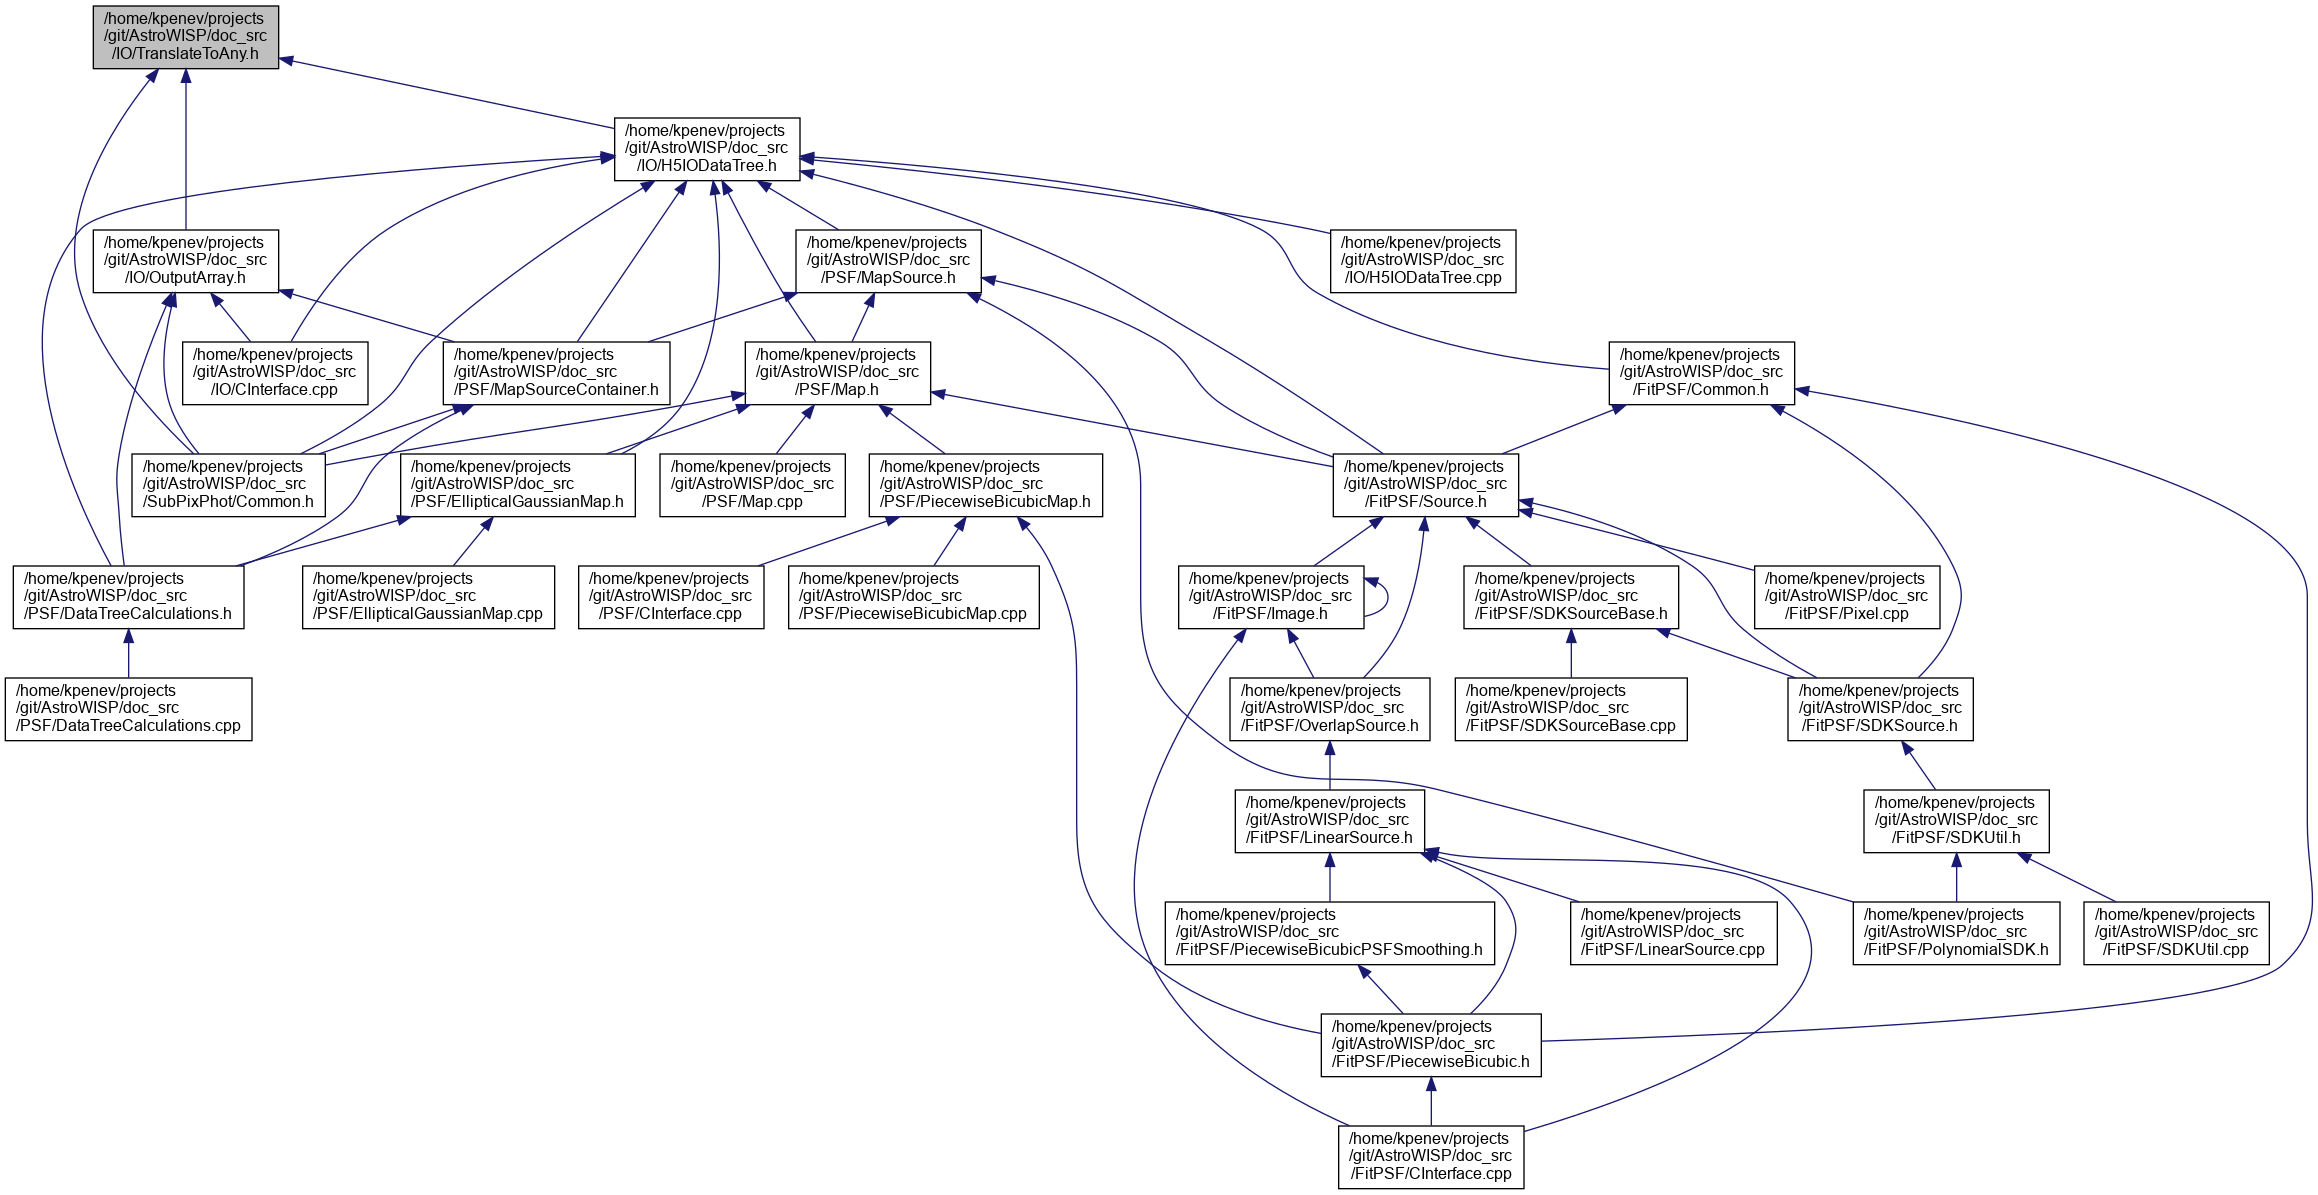 /home/kpenev/projects
/git/AstroWISP/doc_src
/IO/TranslateToAny.h
/home/kpenev/projects
/git/AstroWISP/doc_src
/IO/H5IODataTree.h
/home/kpenev/projects
/git/AstroWISP/doc_src
/IO/OutputArray.h
/home/kpenev/projects
/git/AstroWISP/doc_src
/PSF/MapSource.h
/home/kpenev/projects
/git/AstroWISP/doc_src
/IO/H5IODataTree.cpp
/home/kpenev/projects
/git/AstroWISP/doc_src
/IO/CInterface.cpp
/home/kpenev/projects
/git/AstroWISP/doc_src
/PSF/MapSourceContainer.h
/home/kpenev/projects
/git/AstroWISP/doc_src
/PSF/Map.h
/home/kpenev/projects
/git/AstroWISP/doc_src
/FitPSF/Common.h
/home/kpenev/projects
/git/AstroWISP/doc_src
/SubPixPhot/Common.h
/home/kpenev/projects
/git/AstroWISP/doc_src
/PSF/EllipticalGaussianMap.h
/home/kpenev/projects
/git/AstroWISP/doc_src
/PSF/Map.cpp
/home/kpenev/projects
/git/AstroWISP/doc_src
/PSF/PiecewiseBicubicMap.h
/home/kpenev/projects
/git/AstroWISP/doc_src
/FitPSF/Source.h
/home/kpenev/projects
/git/AstroWISP/doc_src
/PSF/DataTreeCalculations.h
/home/kpenev/projects
/git/AstroWISP/doc_src
/PSF/EllipticalGaussianMap.cpp
/home/kpenev/projects
/git/AstroWISP/doc_src
/PSF/CInterface.cpp
/home/kpenev/projects
/git/AstroWISP/doc_src
/PSF/PiecewiseBicubicMap.cpp
/home/kpenev/projects
/git/AstroWISP/doc_src
/FitPSF/Image.h
/home/kpenev/projects
/git/AstroWISP/doc_src
/FitPSF/SDKSourceBase.h
/home/kpenev/projects
/git/AstroWISP/doc_src
/FitPSF/Pixel.cpp
/home/kpenev/projects
/git/AstroWISP/doc_src
/PSF/DataTreeCalculations.cpp
/home/kpenev/projects
/git/AstroWISP/doc_src
/FitPSF/OverlapSource.h
/home/kpenev/projects
/git/AstroWISP/doc_src
/FitPSF/SDKSourceBase.cpp
/home/kpenev/projects
/git/AstroWISP/doc_src
/FitPSF/SDKSource.h
/home/kpenev/projects
/git/AstroWISP/doc_src
/FitPSF/LinearSource.h
/home/kpenev/projects
/git/AstroWISP/doc_src
/FitPSF/SDKUtil.h
/home/kpenev/projects
/git/AstroWISP/doc_src
/FitPSF/PiecewiseBicubicPSFSmoothing.h
/home/kpenev/projects
/git/AstroWISP/doc_src
/FitPSF/LinearSource.cpp
/home/kpenev/projects
/git/AstroWISP/doc_src
/FitPSF/PolynomialSDK.h
/home/kpenev/projects
/git/AstroWISP/doc_src
/FitPSF/SDKUtil.cpp
/home/kpenev/projects
/git/AstroWISP/doc_src
/FitPSF/PiecewiseBicubic.h
/home/kpenev/projects
/git/AstroWISP/doc_src
/FitPSF/CInterface.cpp